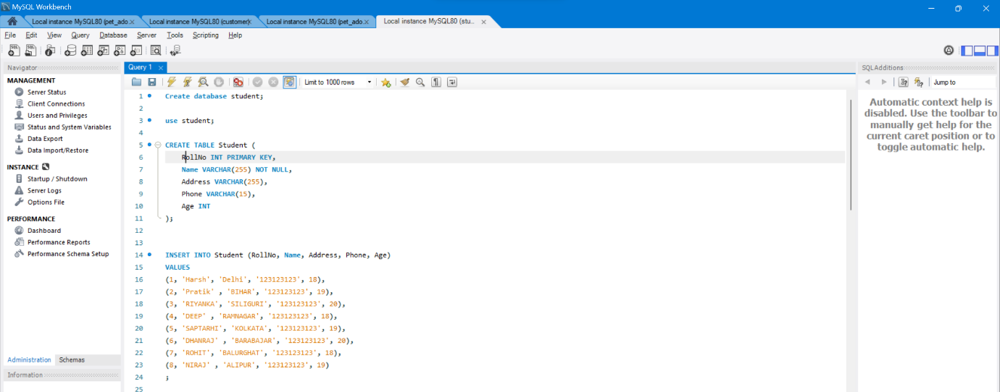 MySQL Workbench
Local instance MySQL80 (pet_ado.. Local instance MySQL80 (customer) Local instance MySQL80 (pet_ado.. Local instance MySQL80 (stu...
File Edit View Query Database Server Tools Scripting Help
Navigator
MANAGEMENT
Server Status
Client Connections
Users and Privileges
Status and System Variables
Data Export
Data Import/Restore
INSTANCE
Startup / Shutdown
Server Logs
Options File
PERFORMANCE
Dashboard
Performance Reports
Performance Schema Setup
Administration Schemas
Information
Query 1
Limit to 1000 rows
1 Create database student;
2
3 use student;
4
5 CREATE TABLE Student (
6 RollNo INT PRIMARY KEY,
7 Name VARCHAR(255) NOT NULL,
8 Address VARCHAR(255),
9 Phone VARCHAR(15),
10 Age INT
11 );
12
13
14 INSERT INTO Student (RollNo, Name, Address, Phone, Age)
15 VALUES
16 (1, 'Harsh', 'Delhi', '123123123', 18),
17 (2, 'Pratik' , 'BIHAR', '123123123', 19),
18 (3, 'RIYANKA', 'SILIGURI', '123123123', 20),
19 (4, 'DEEP' , 'RAMNAGAR', '123123123', 18),
20 (5, 'SAPTARHI', 'KOLKATA', '123123123', 19),
21 (6, 'DHANRAJ' , 'BARABAJAR', '123123123', 20),
22 (7, 'ROHIT', 'BALURGHAT', '123123123', 18),
23 (8, 'NIRAJ' , 'ALIPUR', '123123123', 19)
24 ;
25
SQLAdditions
Jump to
Automatic context help is
disabled. Use the toolbar to
manually get help for the
current caret position or to
toggle automatic help.